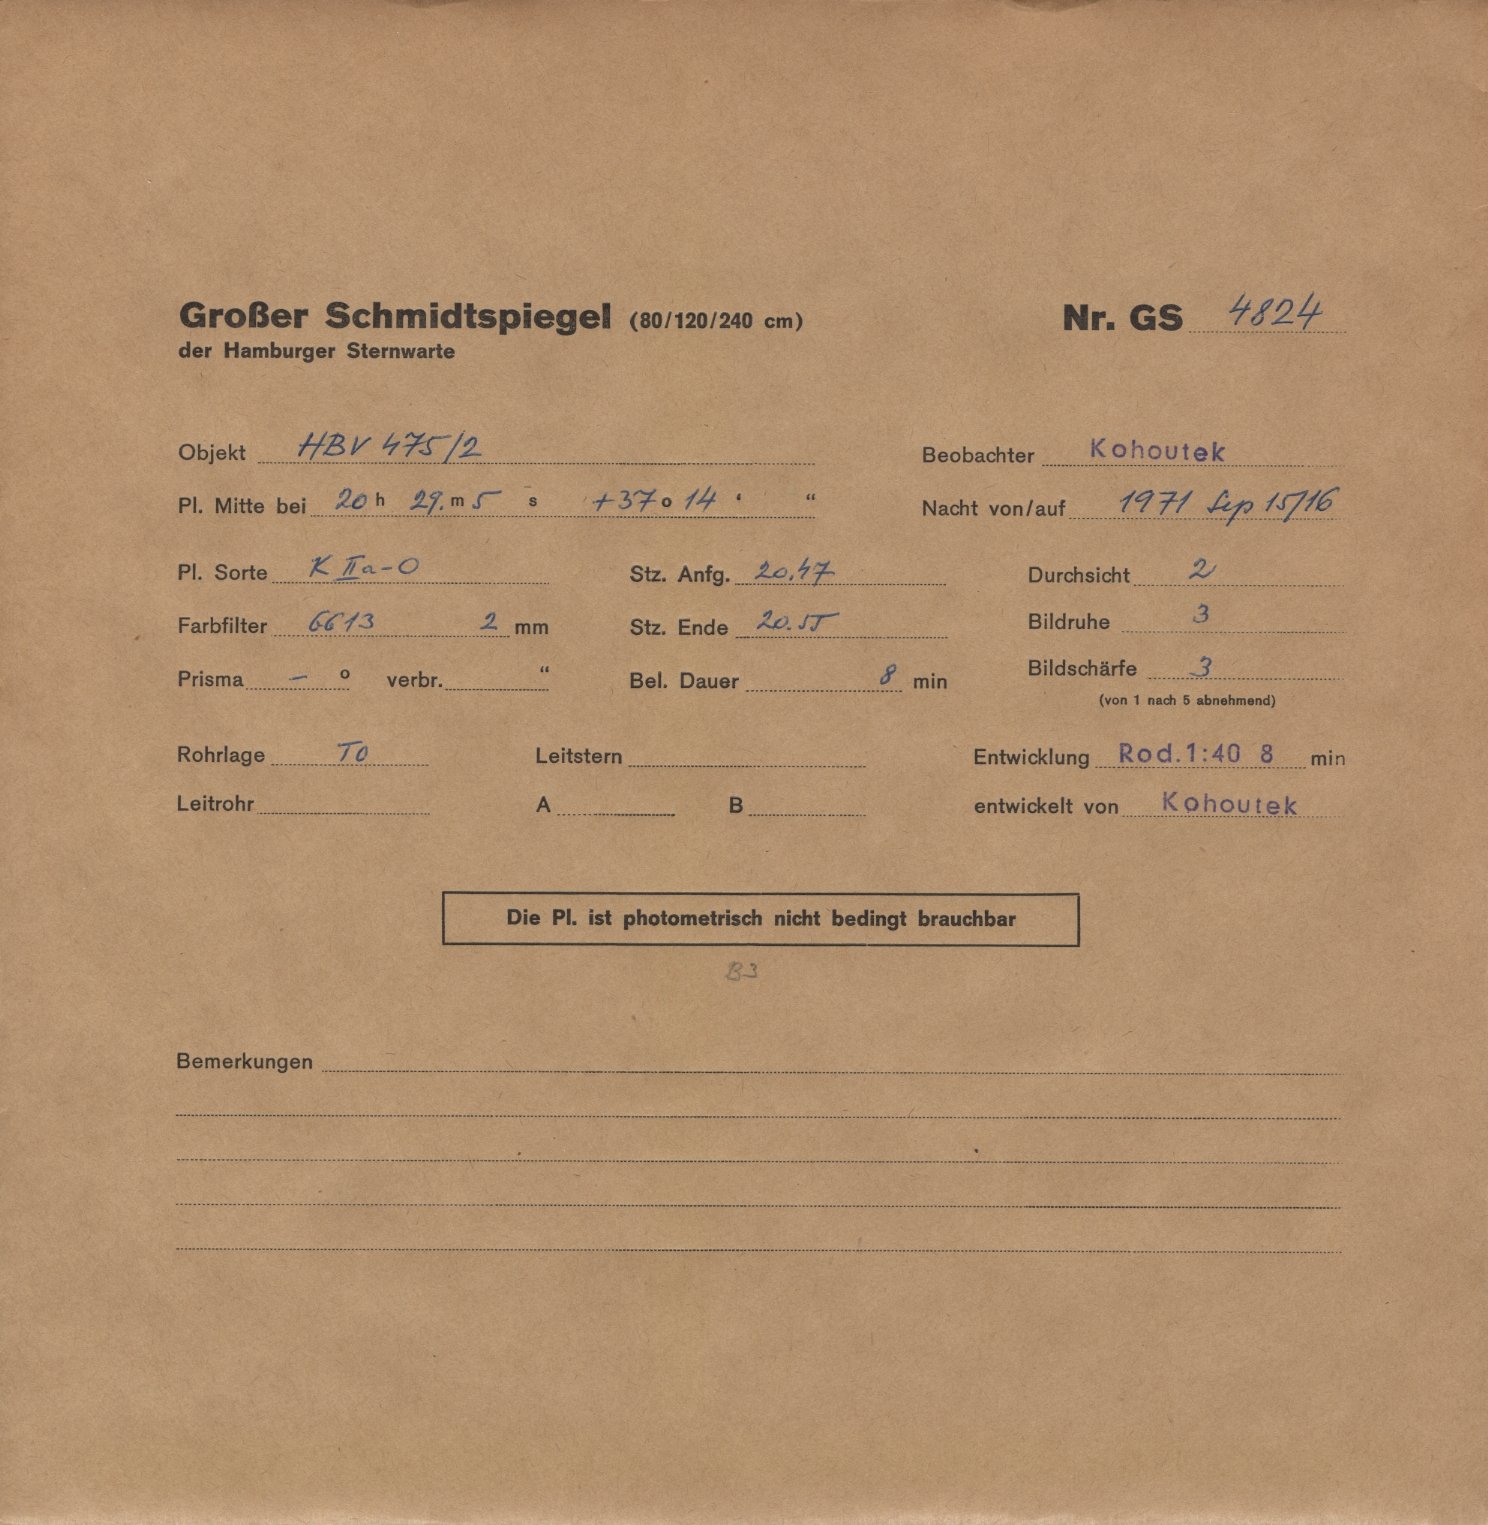 Großer Schmidtspiegel (80/120/240 cm) Nr. GS 4824
der Hamburger Sternwarte
Objekt HBV 475/2 Beobachter Kohoutek
Pl. Mitte bei 20 h 29. m 5 s +37 o 14 ‘ “ Nacht von/auf 1971 Sep 15/16
Pl. Sorte K IIa-O Stz. Anfg. 20.47 Durchsicht 2
Farbfilter GG13 2 mm Stz. Ende 20.55 Bildruhe 3
Prisma – o verbr. “ Bel. Dauer 8 min Bildschärfe 3
(von 1 nach 5 abnehmend)
Rohrlage TO Leitstern Entwicklung Rod.1:40 8 min
Leitrohr A B entwickelt von Kohoutek
Die Pl. ist photometrisch nicht bedingt brauchbar
B3
Bemerkungen